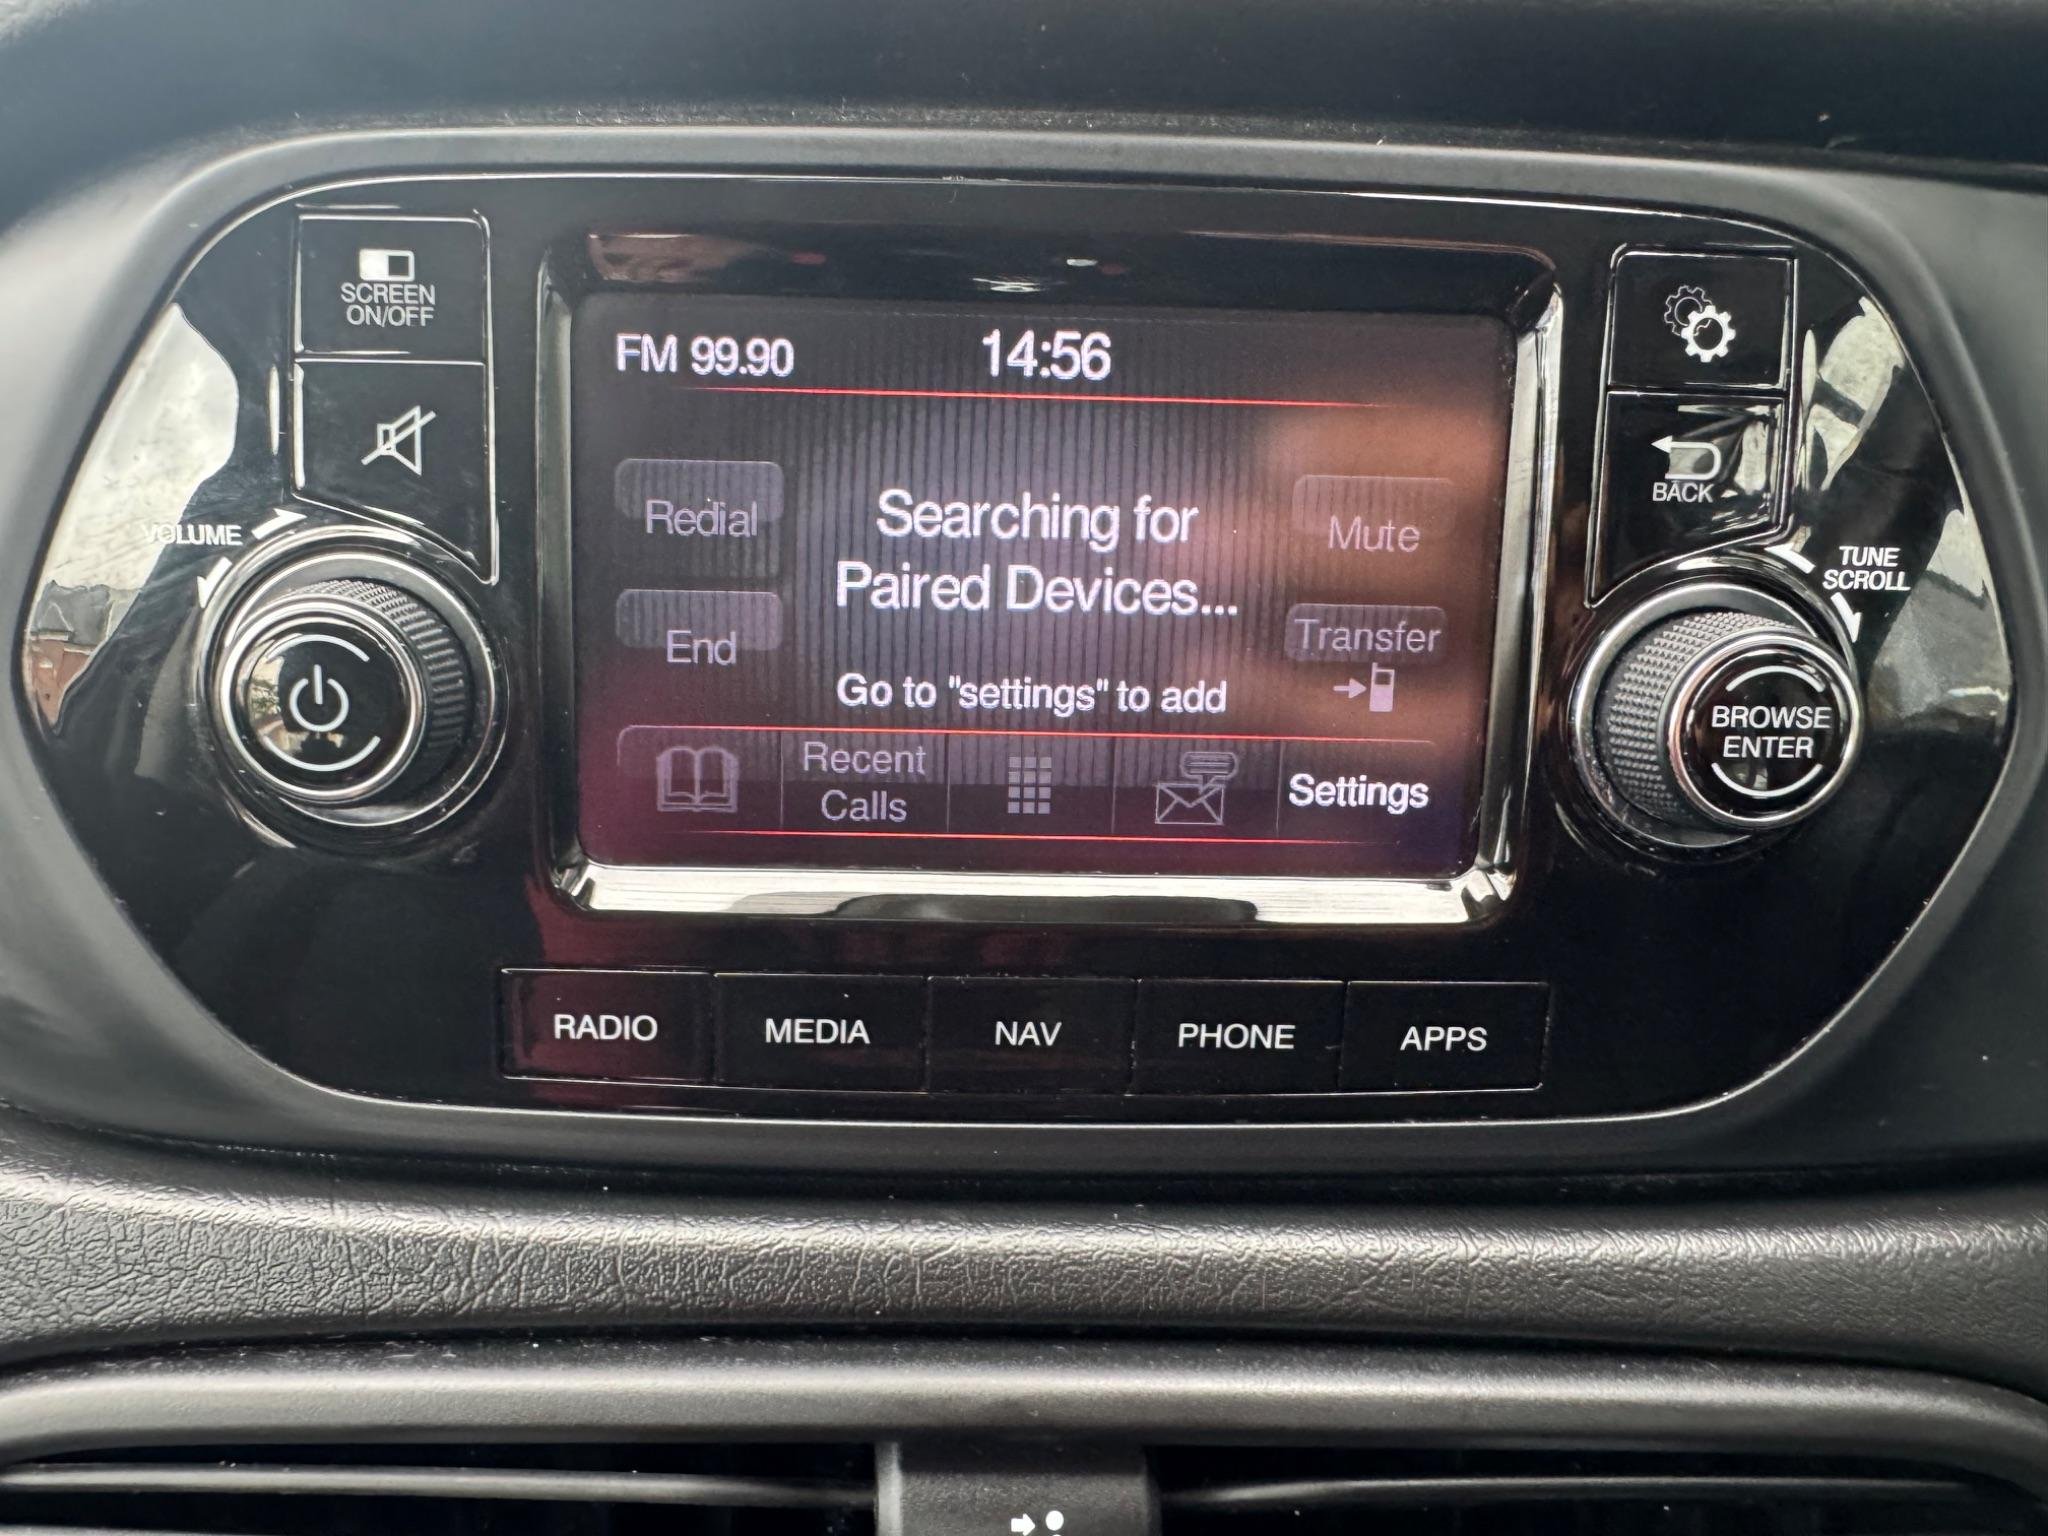 SCREEN
ON/OFF
VOLUME
FM 99.90
14:56
Redial
Searching for
Paired Devices...
Mute
End
Transfer
Go to "settings" to add
Recent
Calls
Settings
BACK
TUNE
SCROLL
BROWSE
ENTER
RADIO
MEDIA
NAV
PHONE
APPS